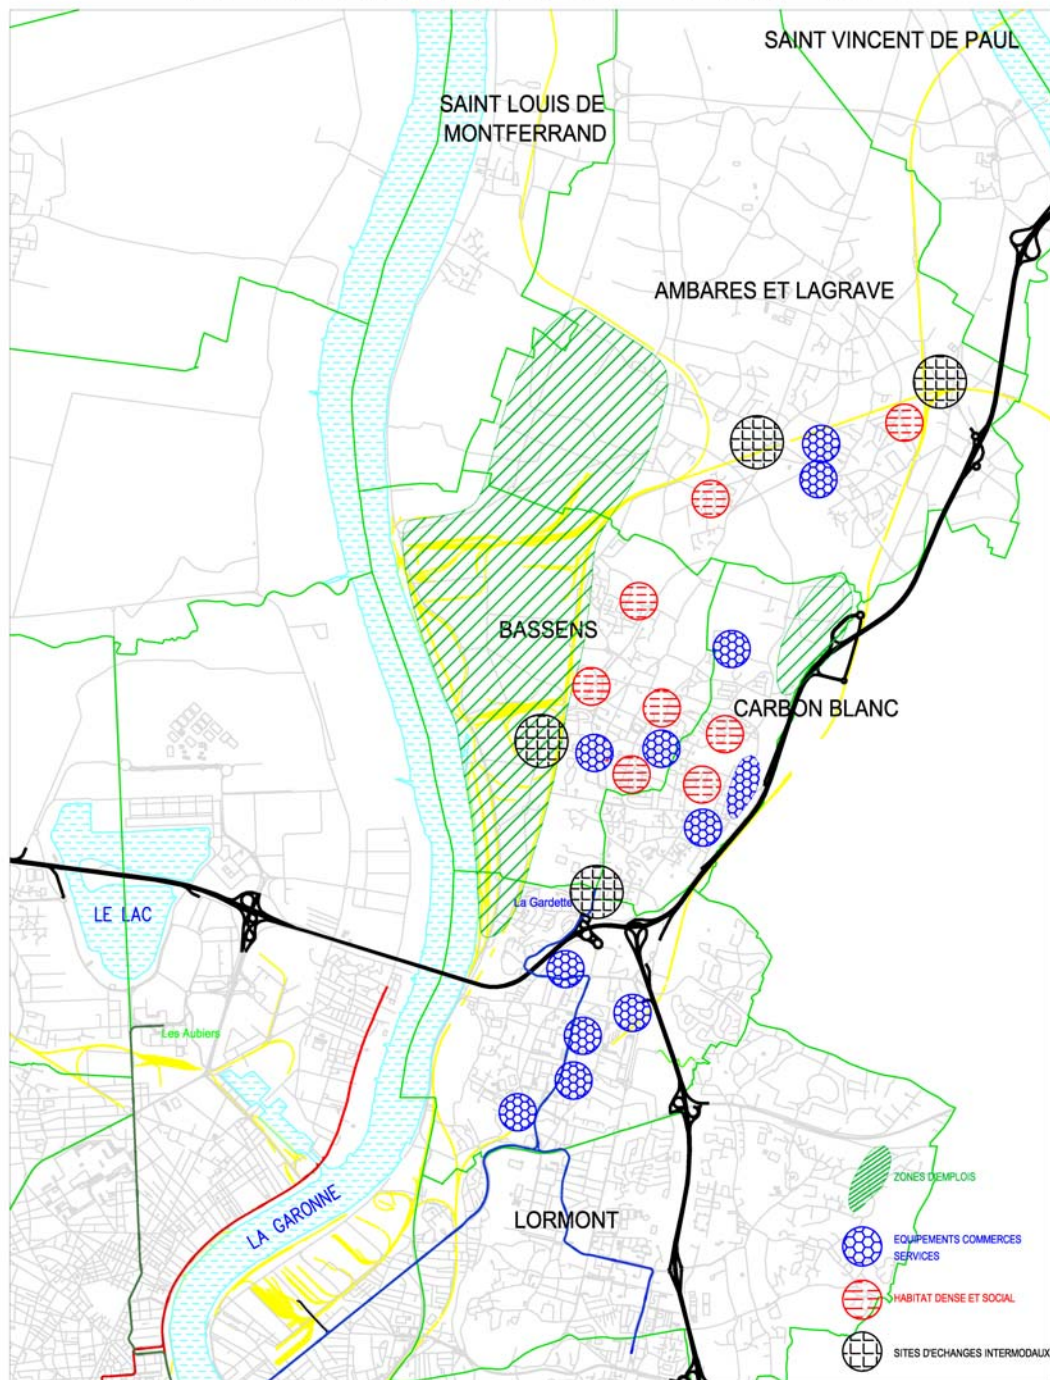 SAINT VINCENT DE PAUL
SAINT LOUIS DE
MONTFERRAND
AMBARES ET LAGRAVE
BASSENS
CARBON BLANC
La Gardette
LE LAC
Les Aubiers
LA GARONNE
LORMONT
ZONES D'EMPLOIS
EQUIPEMENTS COMMERCES
SERVICES
HABITAT DENSE ET SOCIAL
SITES D'ECHANGES INTERMODAUX